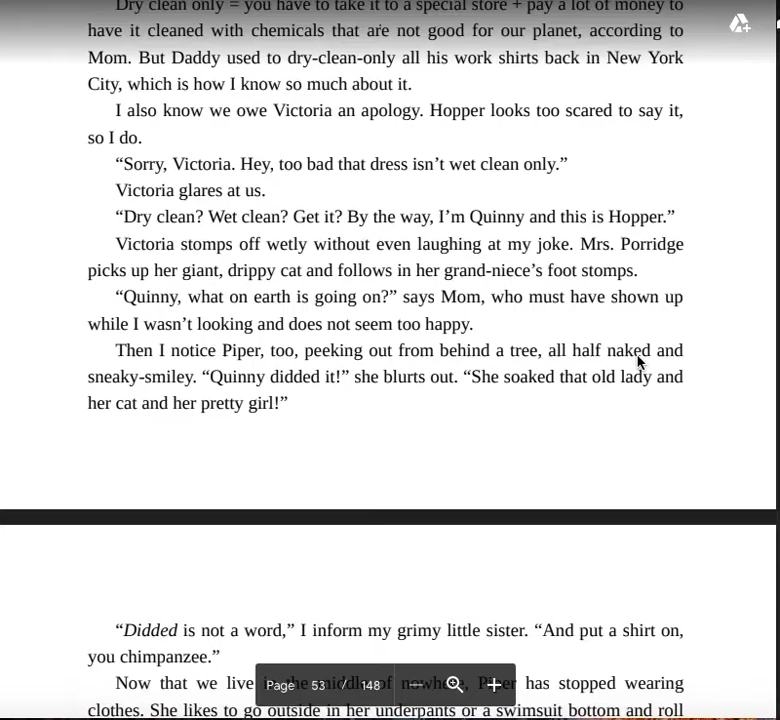 Dry clean only = you have to take it to a special store + pay a lot of money to
have it cleaned with chemicals that are not good for our planet, according to
Mom. But Daddy used to dry-clean-only all his work shirts back in New York
City, which is how I know so much about it.
I also know we owe Victoria an apology. Hopper looks too scared to say it,
so I do.
“Sorry, Victoria. Hey, too bad that dress isn’t wet clean only.”
Victoria glares at us.
“Dry clean? Wet clean? Get it? By the way, I’m Quinny and this is Hopper.”
Victoria stomps off wetly without even laughing at my joke. Mrs. Porridge
picks up her giant, drippy cat and follows in her grand-niece’s foot stomps.
“Quinny, what on earth is going on?” says Mom, who must have shown up
while I wasn’t looking and does not seem too happy.
Then I notice Piper, too, peeking out from behind a tree, all half naked and
sneaky-smiley. “Quinny didded it!” she blurts out. “She soaked that old lady and
her cat and her pretty girl!”
“Didded is not a word,” I inform my grimy little sister. “And put a shirt on,
you chimpanzee.”
Now that we live in the middle of nowhere, Piper has stopped wearing
clothes. She likes to go outside in her underpants or a swimsuit bottom and roll
Page 53 / 148